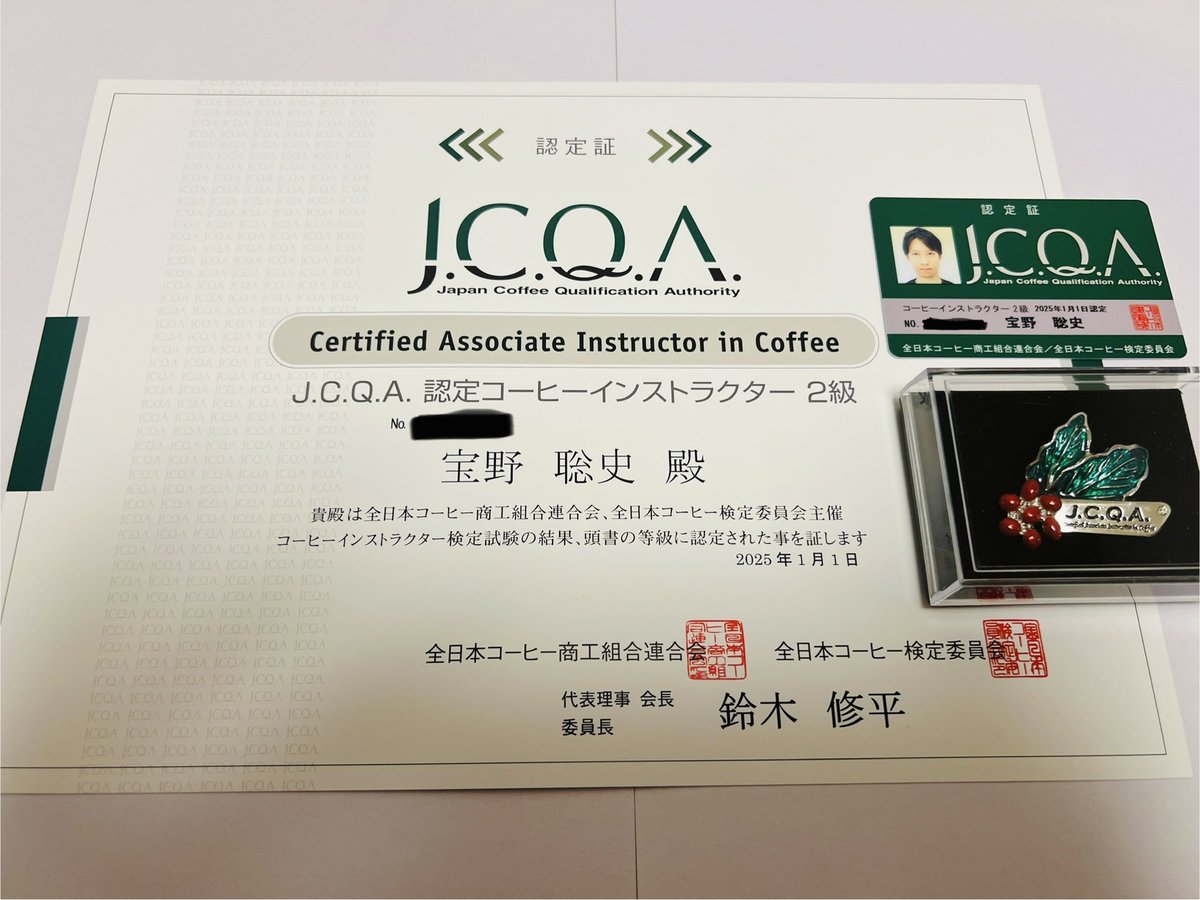 認定証
J.C.Q.A.
Japan Coffee Qualification Authority
Certified Associate Instructor in Coffee
J.C.Q.A. 認定コーヒーインストラクター 2級
No.
宝野 聡史 殿
貴殿は全日本コーヒー商工組合連合会、全日本コーヒー検定委員会主催
コーヒーインストラクター検定試験の結果、頭書の等級に認定された事を証します
2025年1月1日
全日本コーヒー商工組合連合会
全日本コーヒー検定委員会
代表理事 会長
委員長
鈴木 修平
認定証
J.C.Q.A.
Japan Coffee Qualification Authority
コーヒーインストラクター2級 2025年1月1日認定
NO.
宝野 聡史
全日本コーヒー商工組合連合会/全日本コーヒー検定委員会
J.C.Q.A.
Certified Associate Instructor in Coffee